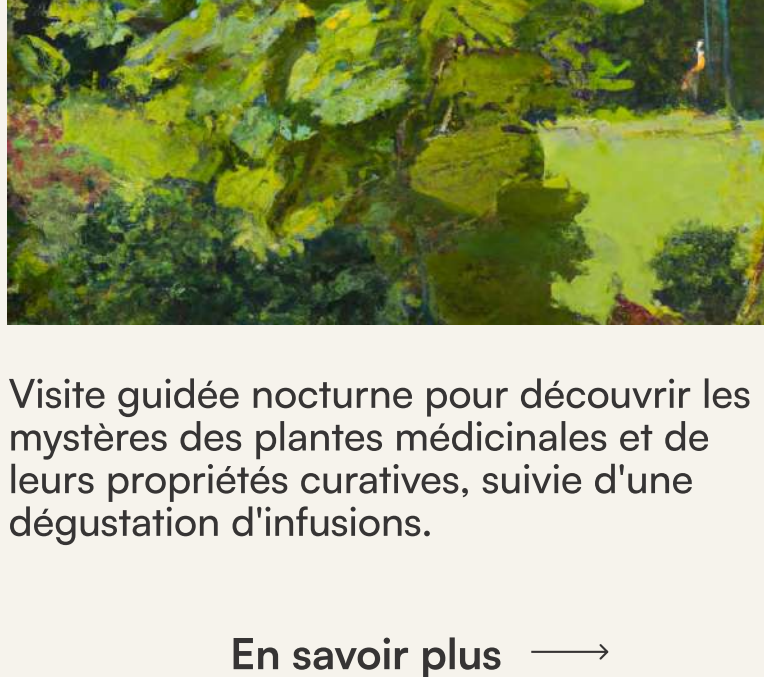 Visite guidée nocturne pour découvrir les
mystères des plantes médicinales et de
leurs propriétés curatives, suivie d'une
dégustation d'infusions.
En savoir plus